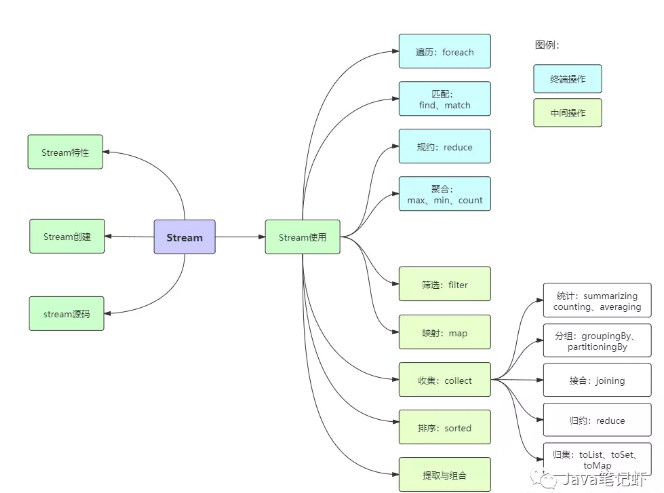 遍历：foreach
图例：
终端操作
匹配：
find、match
中间操作
规约：reduce
Stream特性
聚合：
max、min、count
Stream创建
Stream
Stream使用
筛选：filter
统计：summarizing
counting、averaging
stream源码
映射：map
分组：groupingBy、
partitioningBy
收集：collect
接合：joining
排序：sorted
归约：reduce
提取与组合
归集：toList、toSet、
toMap
Java笔记虾